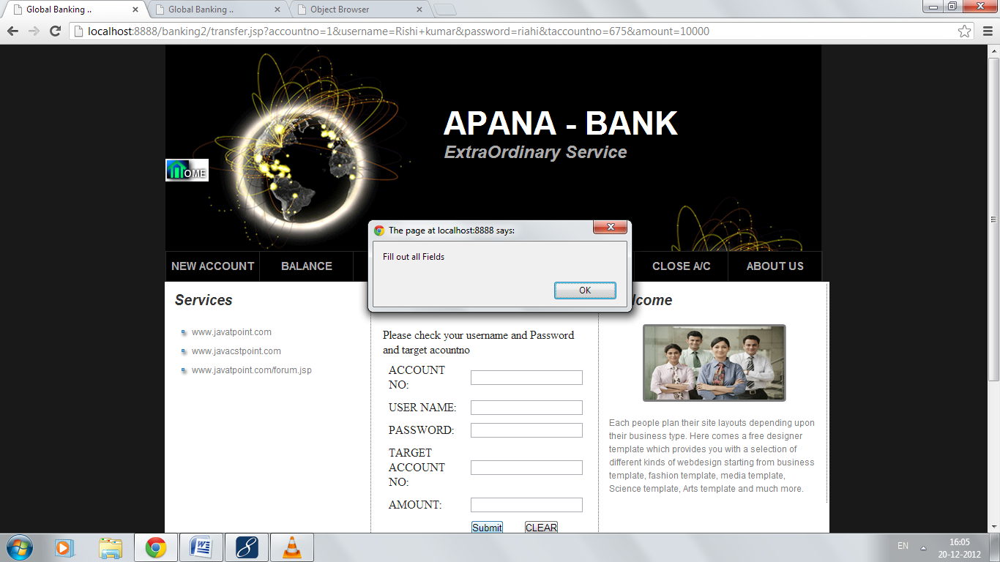 Global Banking ..
Global Banking ..
Object Browser
localhost:8888/banking2/transfer.jsp?accountno=1&username=Rishi+kumar&password=riahi&taccountno=675&amount=10000
APANA - BANK
ExtraOrdinary Service
OME
The page at localhost:8888 says:
Fill out all Fields
OK
NEW ACCOUNT
BALANCE
CLOSE A/C
ABOUT US
Services
www.javatpoint.com
www.javacstpoint.com
www.javatpoint.com/forum.jsp
Please check your username and Password
and target acountno
ACCOUNT
NO:
USER NAME:
PASSWORD:
TARGET
ACCOUNT
NO:
AMOUNT:
Submit
CLEAR
lcome
Each people plan their site layouts depending upon
their business type. Here comes a free designer
template which provides you with a selection of
different kinds of webdesign starting from business
template, fashion template, media template,
Science template, Arts template and much more.
EN
16:05
20-12-2012